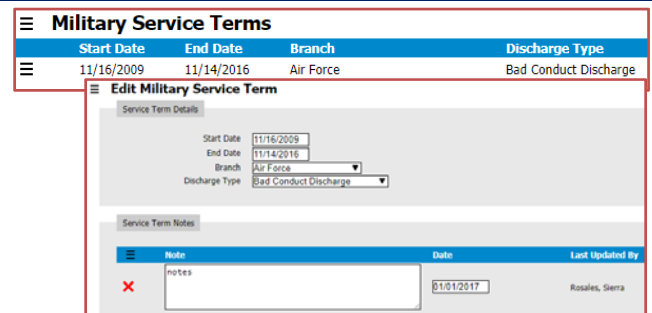 Military Service Terms
Start Date End Date Branch Discharge Type
11/16/2009 11/14/2016 Air Force Bad Conduct Discharge
Edit Military Service Term
Service Term Details
Start Date 11/16/2009
End Date 11/14/2016
Branch Air Force
Discharge Type Bad Conduct Discharge
Service Term Notes
Note Date Last Updated By
notes 01/01/2017 Rosales, Sierra